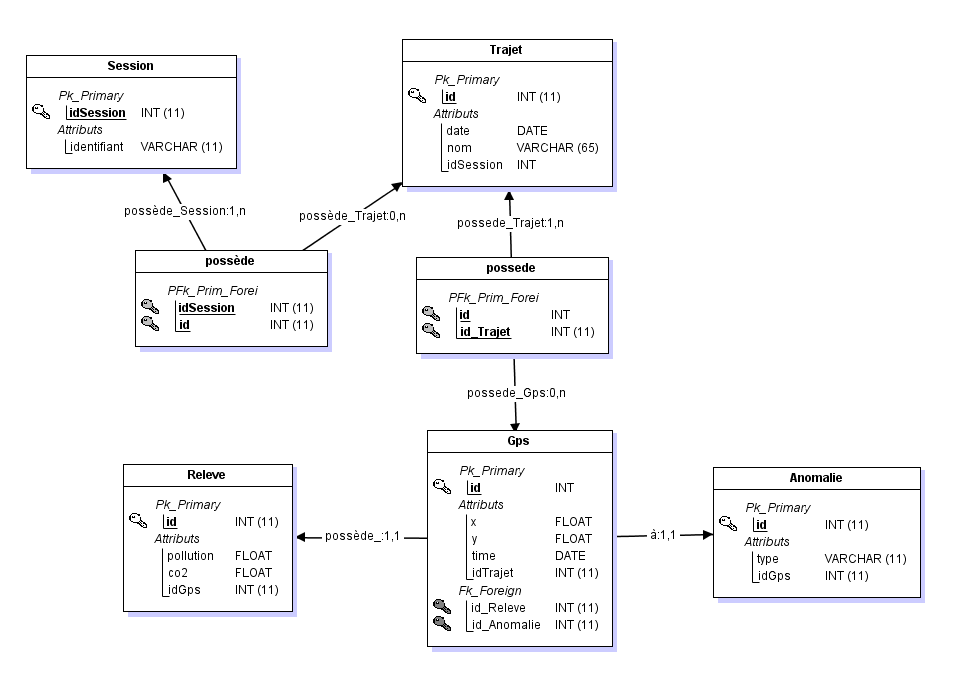 Session
Pk_Primary
idSession INT (11)
Attributs
identifiant VARCHAR (11)
Trajet
Pk_Primary
id INT (11)
Attributs
date DATE
nom VARCHAR (65)
idSession INT
possède_Session:1,n
possède_Trajet:0,n
possede_Trajet:1,n
possède
PFk_Prim_Forei
idSession INT (11)
id INT (11)
possede
PFk_Prim_Forei
id INT
id_Trajet INT (11)
possede_Gps:0,n
Releve
Pk_Primary
id INT (11)
Attributs
pollution FLOAT
co2 FLOAT
idGps INT (11)
possède_:1,1
Gps
Pk_Primary
id INT
Attributs
x FLOAT
y FLOAT
time DATE
idTrajet INT (11)
Fk_Foreign
id_Releve INT (11)
id_Anomalie INT (11)
à:1,1
Anomalie
Pk_Primary
id INT (11)
Attributs
type VARCHAR (11)
idGps INT (11)